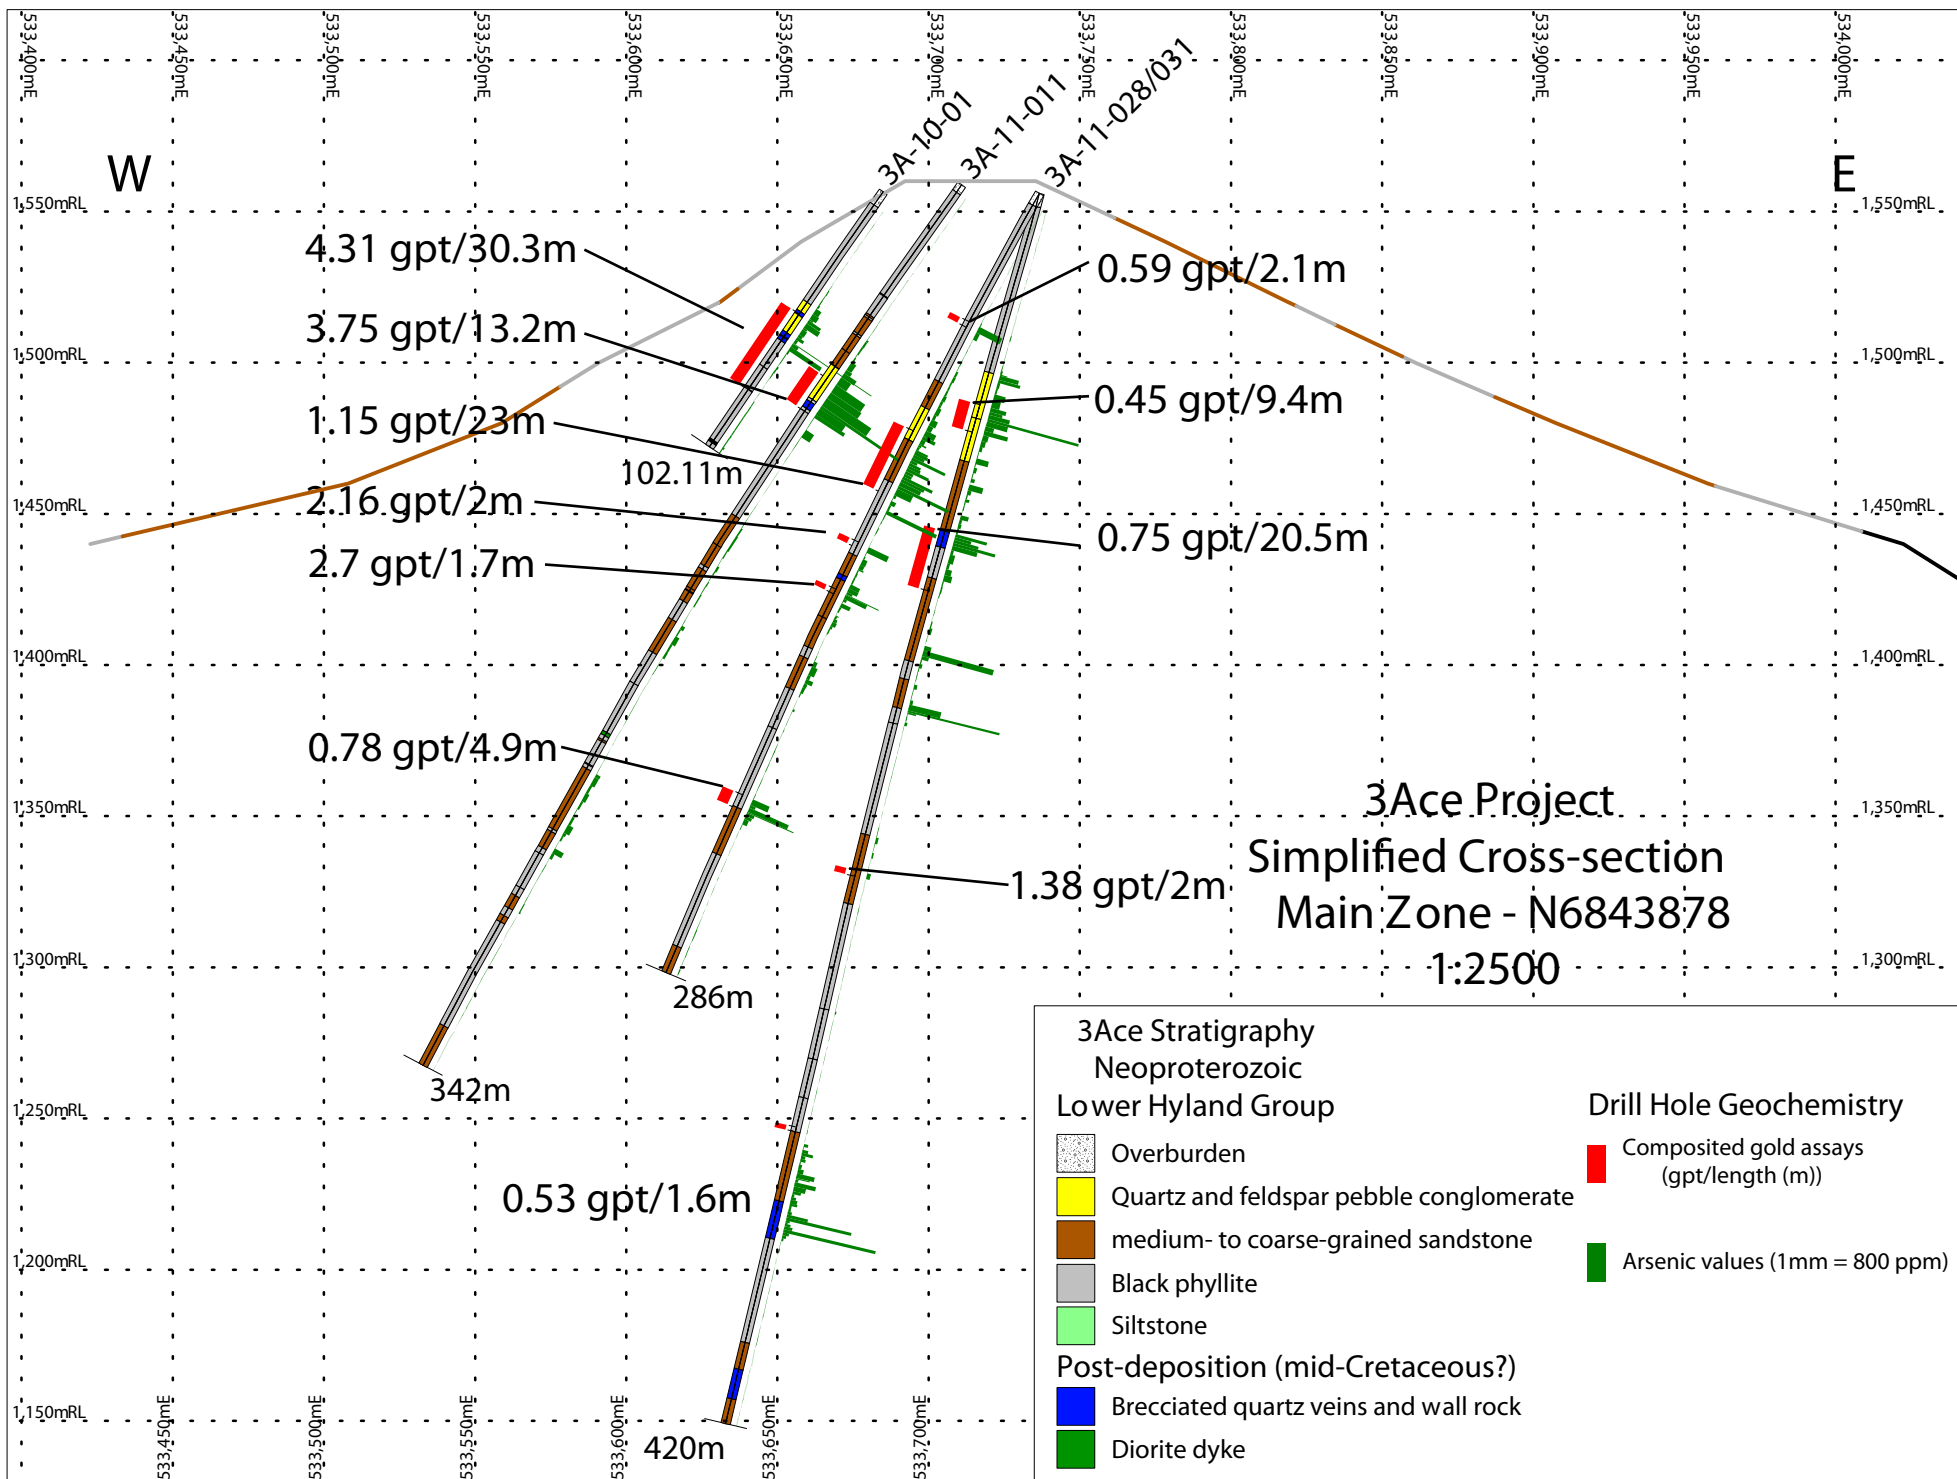 533,400mE
533,450mE
533,500mE
533,550mE
533,600mE
533,650mE
533,700mE
533,750mE
533,800mE
533,850mE
533,900mE
533,950mE
534,000mE
3A-10-01
3A-11-011
3A-11-028/031
W
E
1,550mRL
1,550mRL
4.31 gpt/30.3m
0.59 gpt/2.1m
3.75 gpt/13.2m
1,500mRL
1,500mRL
0.45 gpt/9.4m
1.15 gpt/23m
102.11m
2.16 gpt/2m
1,450mRL
1,450mRL
0.75 gpt/20.5m
2.7 gpt/1.7m
1,400mRL
1,400mRL
0.78 gpt/4.9m
1,350mRL
1,350mRL
3Ace Project
Simplified Cross-section
Main Zone - N6843878
1:2500
1.38 gpt/2m
1,300mRL
1,300mRL
286m
342m
1,250mRL
0.53 gpt/1.6m
1,200mRL
1,150mRL
420m
533,450mE
533,500mE
533,550mE
533,600mE
533,650mE
533,700mE
3Ace Stratigraphy
Neoproterozoic
Lower Hyland Group
Overburden
Quartz and feldspar pebble conglomerate
medium- to coarse-grained sandstone
Black phyllite
Siltstone
Post-deposition (mid-Cretaceous?)
Brecciated quartz veins and wall rock
Diorite dyke
Drill Hole Geochemistry
Composited gold assays
(gpt/length (m))
Arsenic values (1mm = 800 ppm)